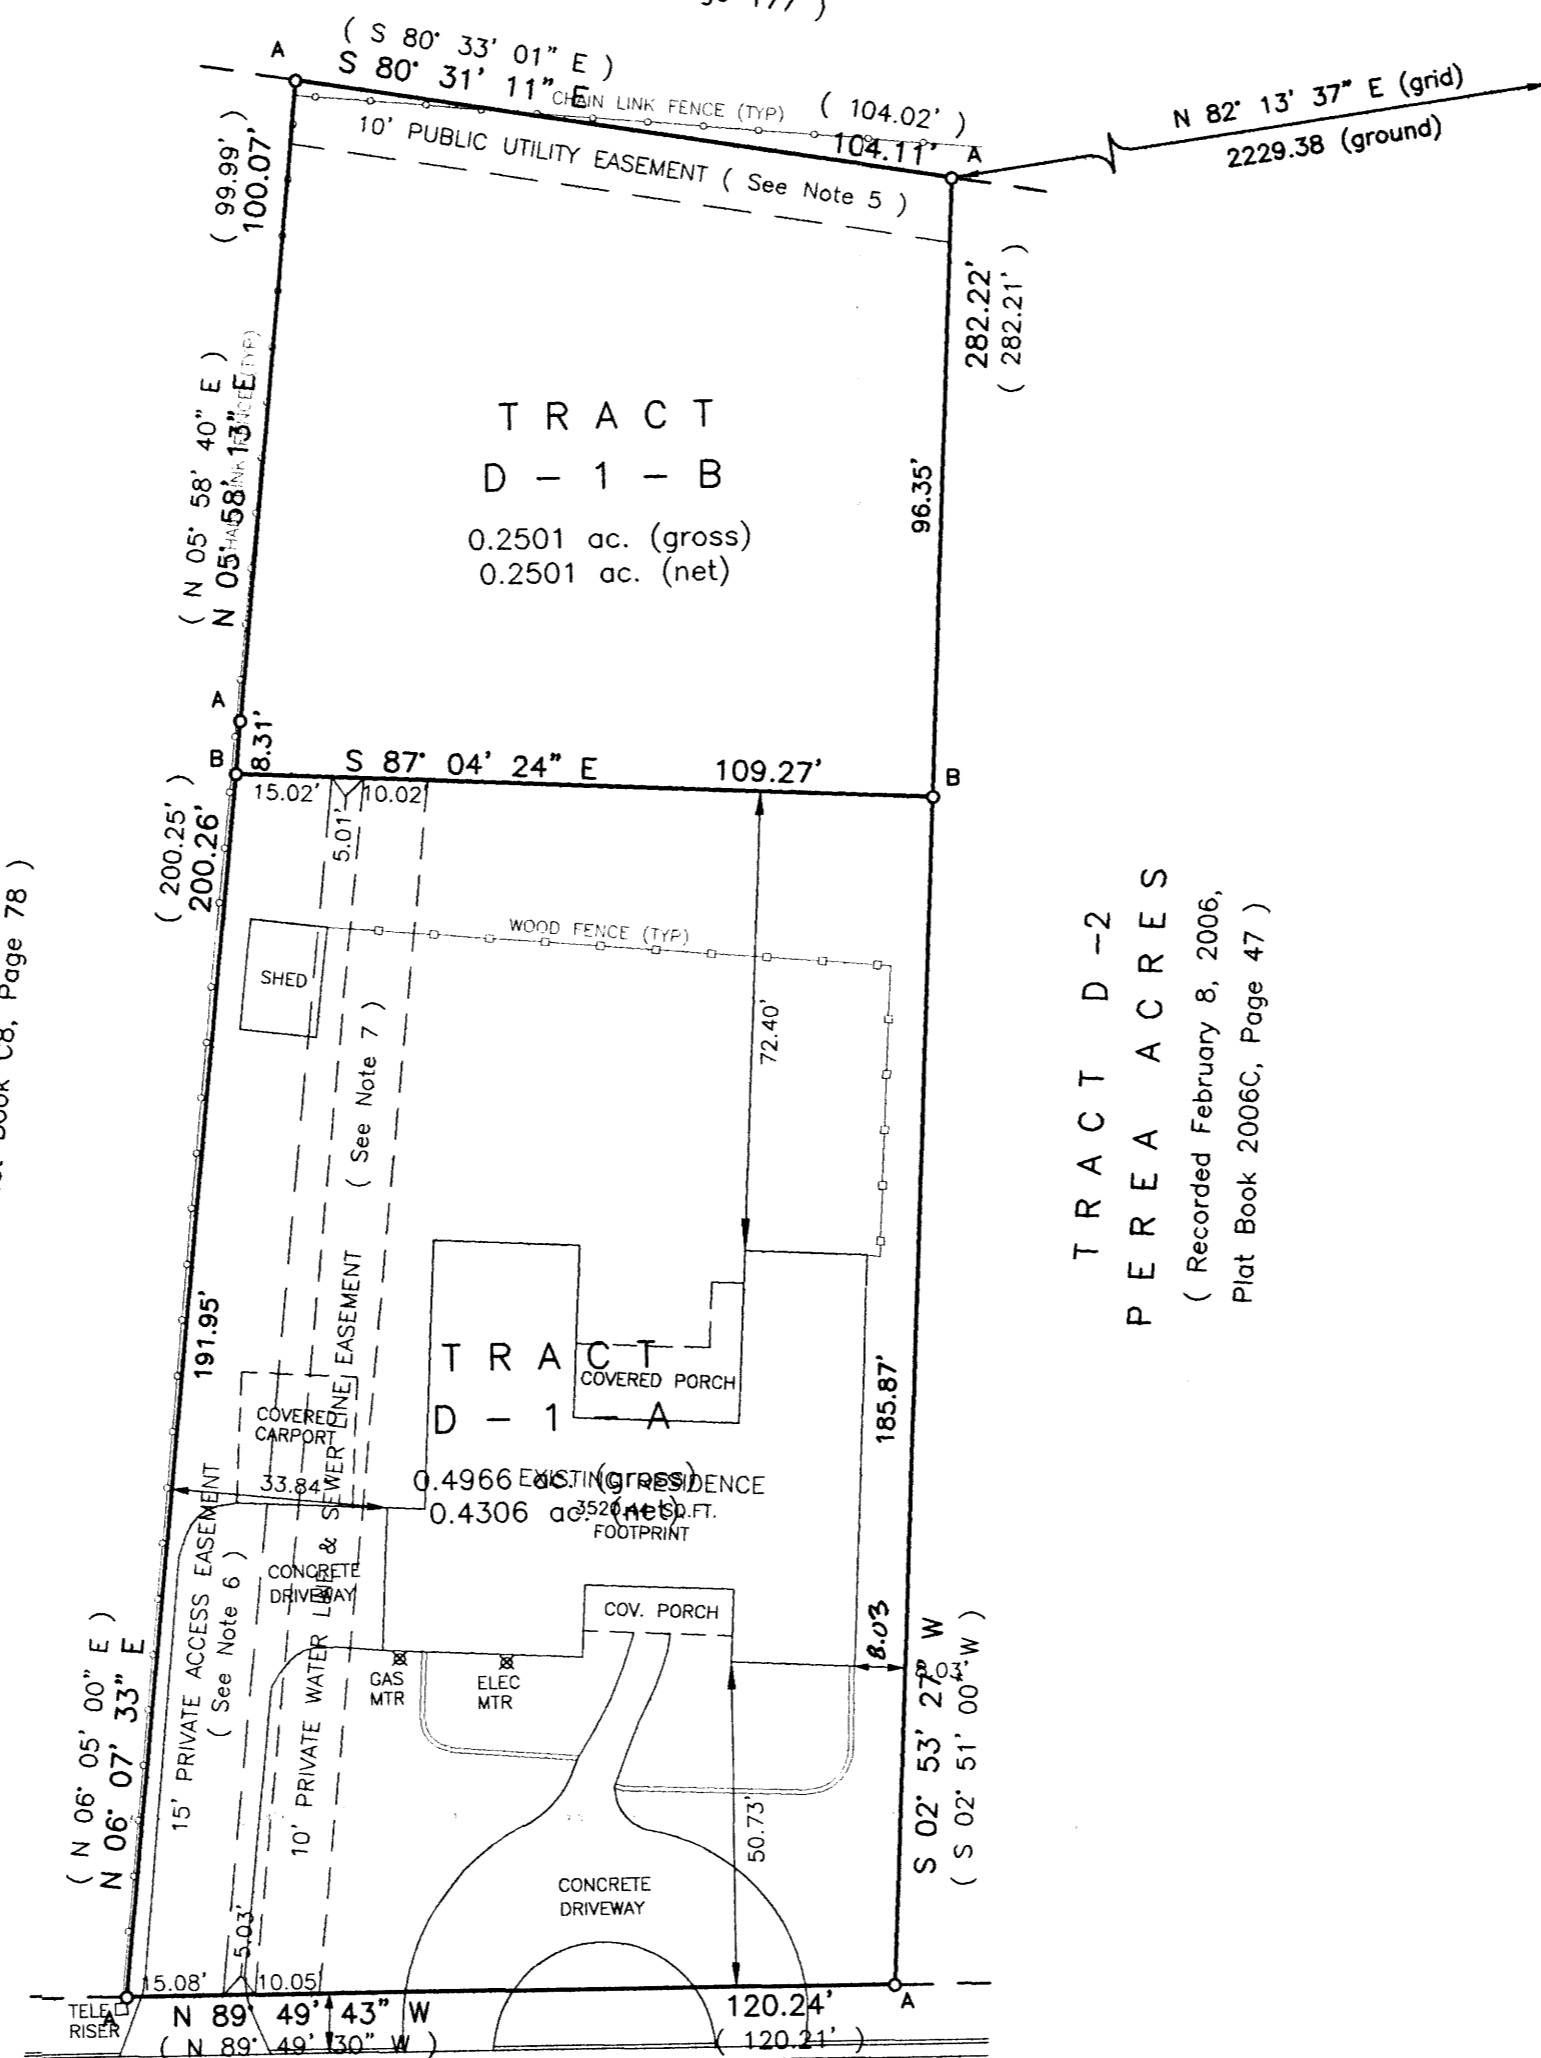 ( S 80° 33' 01" E )
S 80° 31' 11" E
A
CHAIN LINK FENCE (TYP)
( 104.02' )
104.11'
A
N 82° 13' 37" E (grid)
2229.38 (ground)
10' PUBLIC UTILITY EASEMENT ( See Note 5 )
( 99.99' )
100.07'
282.22'
( 282.21' )
( N 05° 58' 40" E )
N 05° 58' 13" E
TRACT
D - 1 - B
0.2501 ac. (gross)
0.2501 ac. (net)
96.35'
A
B
8.31'
S 87° 04' 24" E
109.27'
B
15.02'
10.02'
5.01'
( 200.25' )
200.26'
Page 78 )
WOOD FENCE (TYP)
SHED
( See Note 7 )
72.40'
TRACT D-2
PEREA ACRES
( Recorded February 8, 2006,
Plat Book 2006C, Page 47 )
191.95'
TRACT
COVERED PORCH
D - 1 - A
COVERED
CARPORT
185.87'
33.84'
0.4966 ac. (gross)
EXISTING RESIDENCE
0.4306 ac. (net)
SQ.FT.
FOOTPRINT
CONCRETE
DRIVEWAY
15' PRIVATE ACCESS EASEMENT
( See Note 6 )
10' PRIVATE WATER LINE & SEWER LINE EASEMENT
COV. PORCH
8.03
8.03'
GAS
MTR
ELEC
MTR
( N 06° 05' 00" E )
N 06° 07' 33" E
S 02° 53' 27" W
( S 02° 51' 00" W )
50.73'
CONCRETE
DRIVEWAY
5.03'
15.08'
10.05'
TELE
RISER
A
N 89° 49' 43" W
( N 89° 49' 30" W )
120.24'
( 120.21' )
A